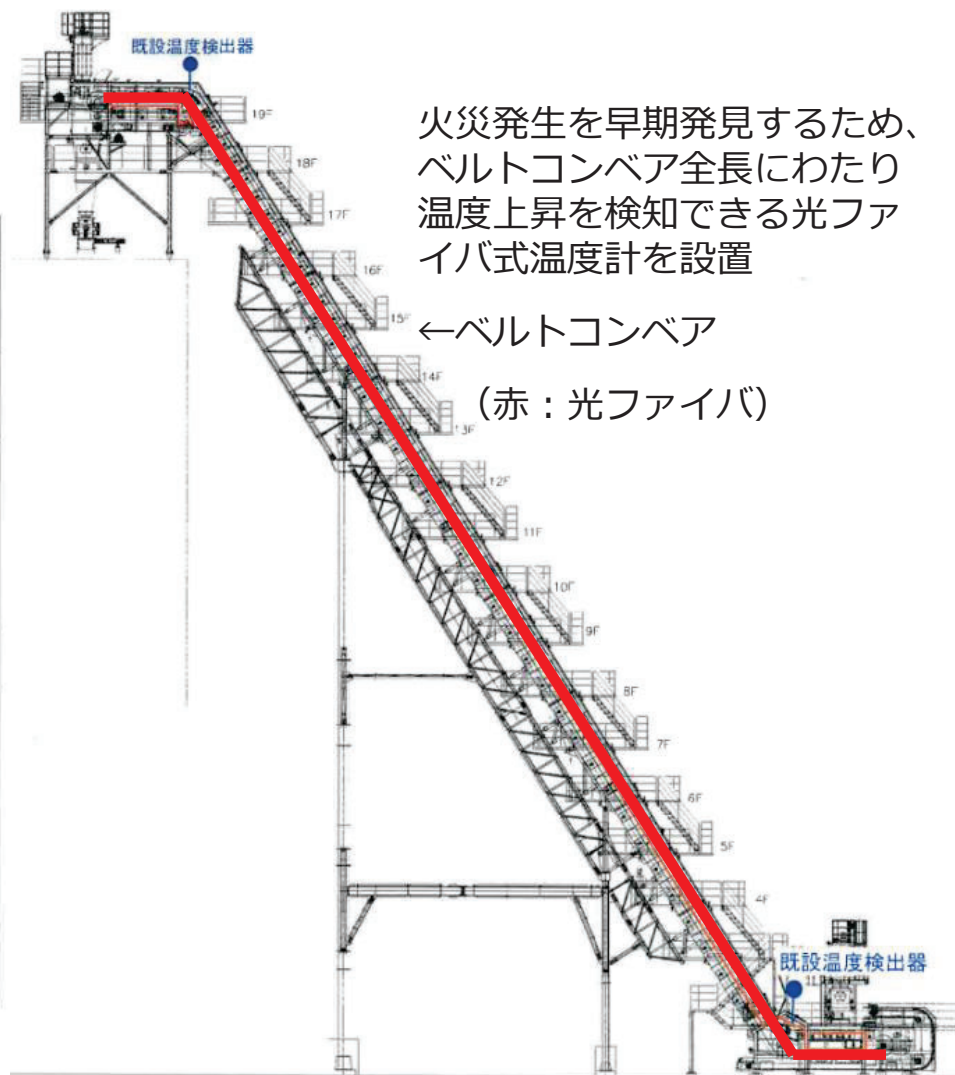 既設温度検出器
火災発生を早期発見するため、
ベルトコンベア全長にわたり
温度上昇を検知できる光ファ
イバ式温度計を設置
←ベルトコンベア
（赤：光ファイバ）
19F
18F
17F
16F
15F
14F
13F
12F
11F
10F
9F
8F
7F
6F
5F
4F
既設温度検出器